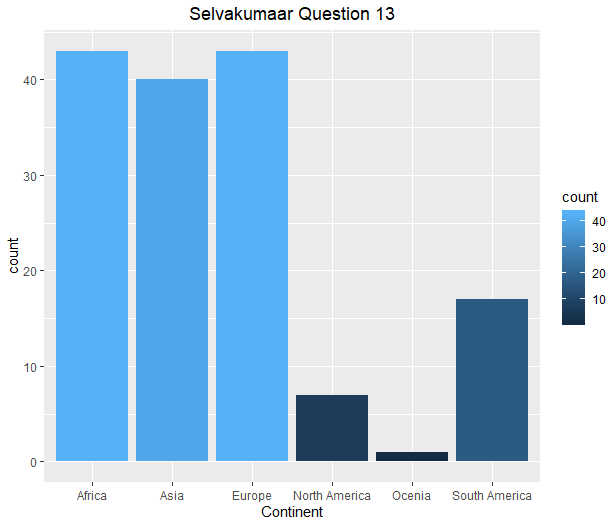 Selvakumaar Question 13
count
40
30
20
10
0
Africa
Asia
Europe
North America
Ocenia
South America
Continent
count
40
30
20
10